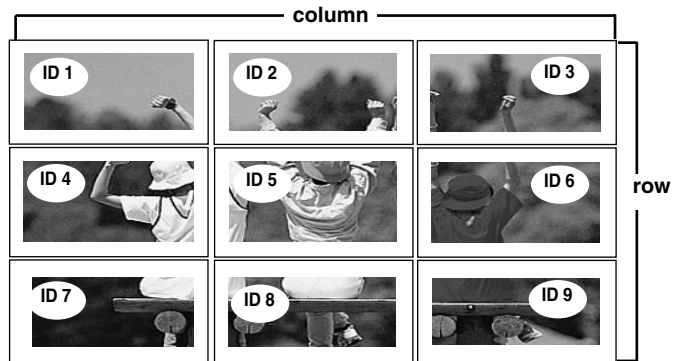 column
ID 1
ID 2
ID 3
ID 4
ID 5
ID 6
row
ID 7
ID 8
ID 9